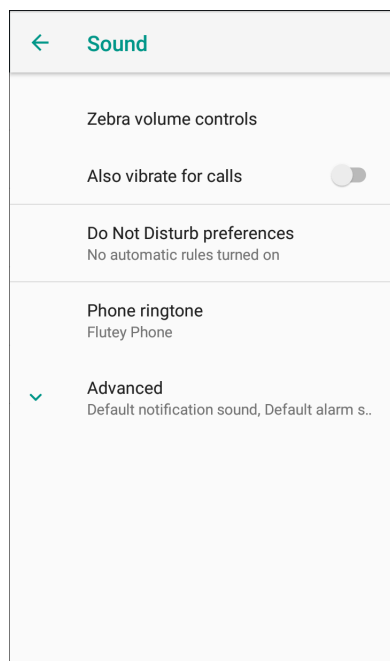 Sound
Zebra volume controls
Also vibrate for calls
Do Not Disturb preferences
No automatic rules turned on
Phone ringtone
Flutey Phone
Advanced
Default notification sound, Default alarm s..